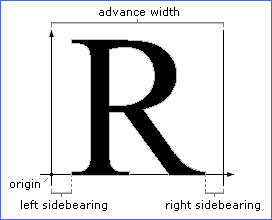 advance width
R
origin
left sidebearing
right sidebearing